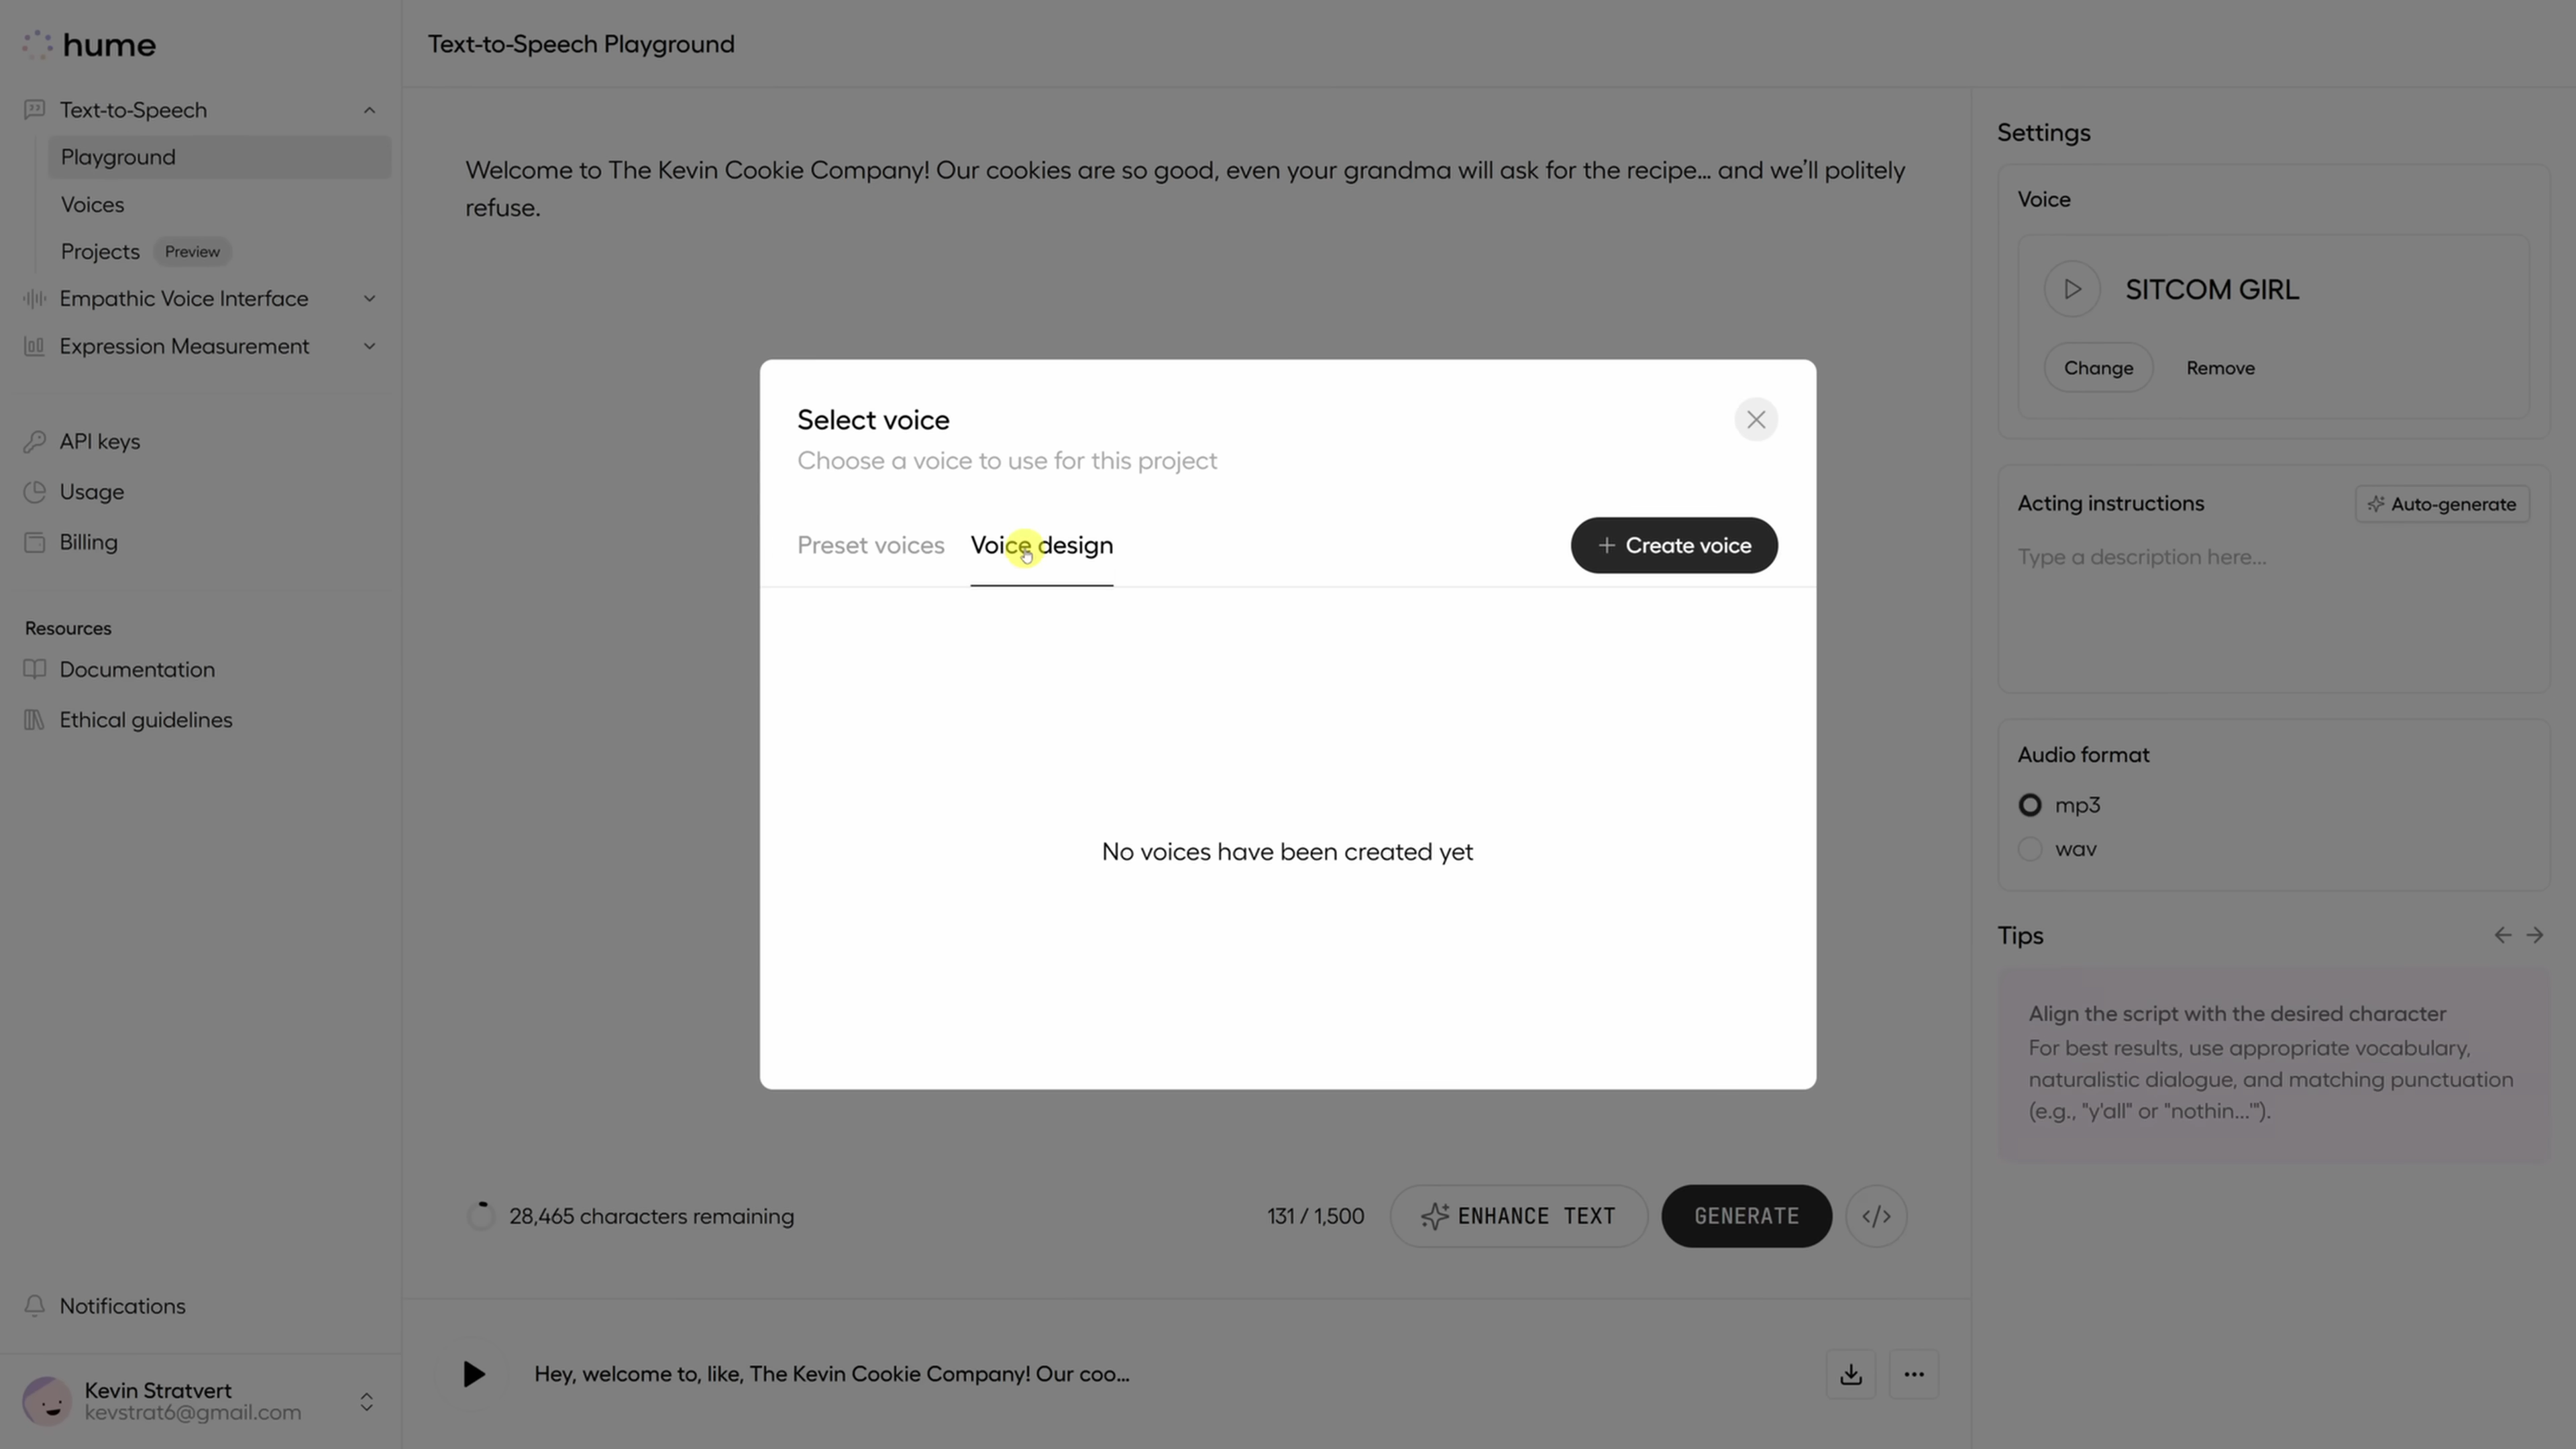 hume
Text-to-Speech
Playground
Voices
Projects Preview
Empathic Voice Interface
Expression Measurement
API keys
Usage
Billing
Resources
Documentation
Ethical guidelines
Notifications
Kevin Stratvert
kevstrat6@gmail.com
Text-to-Speech Playground
Welcome to The Kevin Cookie Company! Our cookies are so good, even your grandma will ask for the recipe... and we’ll politely
refuse.
Select voice
Choose a voice to use for this project
Preset voices Voice design + Create voice
No voices have been created yet
28,465 characters remaining 131 / 1,500 ENHANCE TEXT GENERATE </>
Hey, welcome to, like, The Kevin Cookie Company! Our coo...
Settings
Voice
SITCOM GIRL
Change Remove
Acting instructions Auto-generate
Type a description here...
Audio format
mp3
wav
Tips
Align the script with the desired character
For best results, use appropriate vocabulary,
naturalistic dialogue, and matching punctuation
(e.g., "y'all" or "nothin...'").